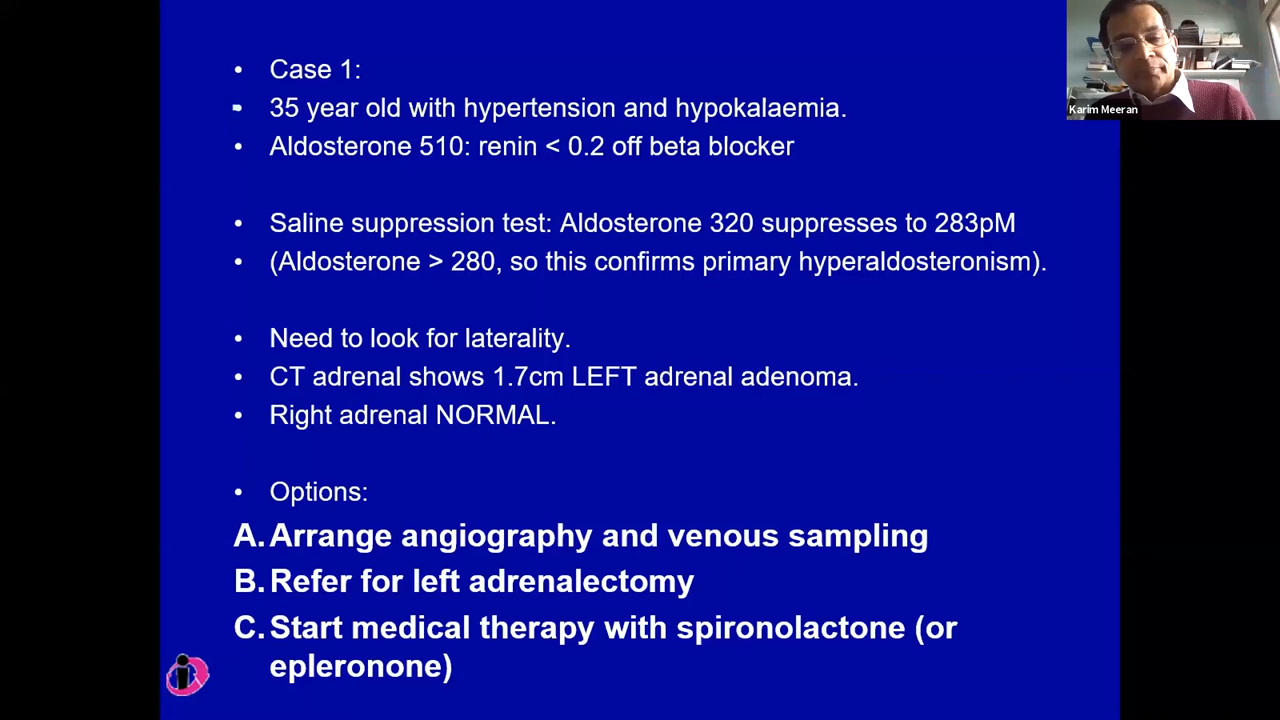 • Case 1:
• 35 year old with hypertension and hypokalaemia.
• Aldosterone 510: renin < 0.2 off beta blocker
• Saline suppression test: Aldosterone 320 suppresses to 283pM
• (Aldosterone > 280, so this confirms primary hyperaldosteronism).
• Need to look for laterality.
• CT adrenal shows 1.7cm LEFT adrenal adenoma.
• Right adrenal NORMAL.
• Options:
A. Arrange angiography and venous sampling
B. Refer for left adrenalectomy
C. Start medical therapy with spironolactone (or
epleronone)
Karim Meeran